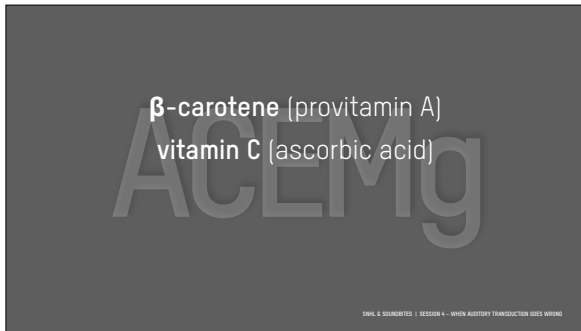 β-carotene (provitamin A)
vitamin C (ascorbic acid)
ACEMg
SNHL & SOUNDBITES | SESSION 4 – WHEN AUDITORY TRANSDUCTION GOES WRONG